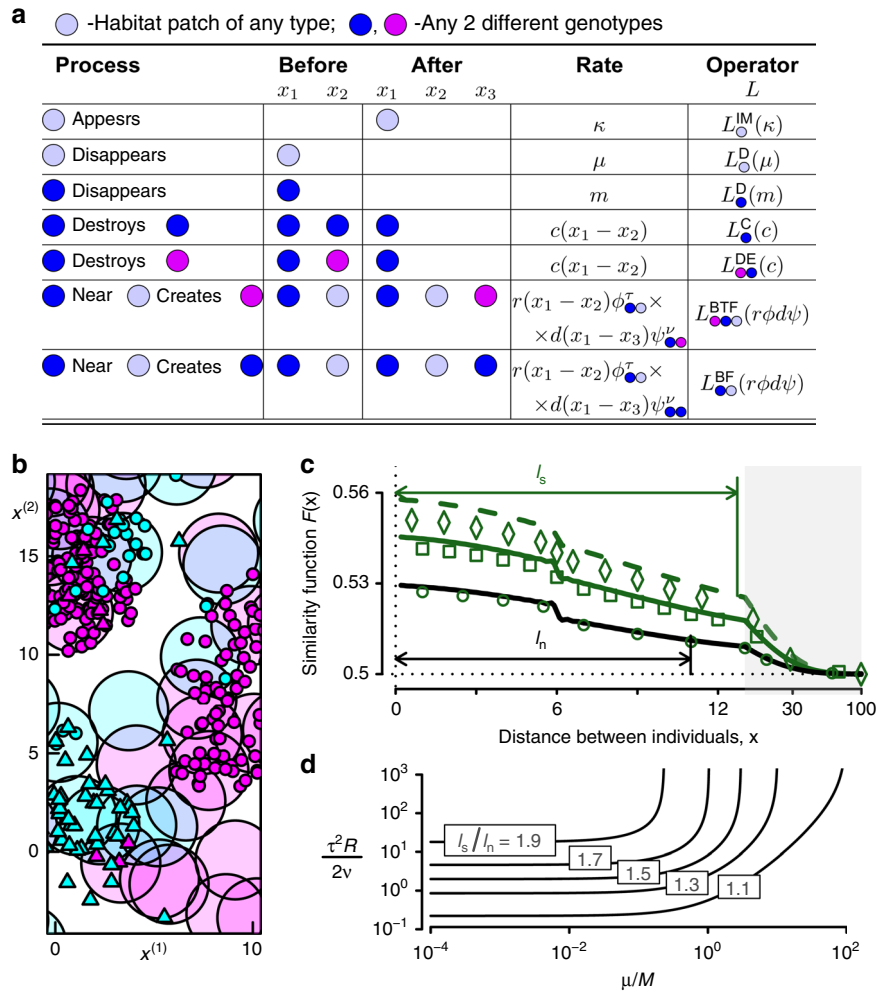 a
-Habitat patch of any type; , -Any 2 different genotypes
Process Before After Rate Operator
x₁ x₂ x₁ x₂ x₃ L
Appesrs κ L^IM(κ)
Disappears μ L^D(μ)
Disappears m L^D(m)
Destroys c(x₁ − x₂) L^C(c)
Destroys c(x₁ − x₂) L^DE(c)
Near Creates r(x₁ − x₂)ϕ^τ ×
×d(x₁ − x₃)ψ^ν L^BTF(rϕdψ)
Near Creates r(x₁ − x₂)ϕ^τ ×
×d(x₁ − x₃)ψ^ν L^BF(rϕdψ)
b
x⁽²⁾
15
10
5
0
0 10
x⁽¹⁾
c
Similarity function F(x)
0.56
0.53
0.5
lₛ
lₙ
0 6 12 30 100
Distance between individuals, x
d
τ²R
2ν
10³
10²
10¹
10⁰
10⁻¹
lₛ/lₙ = 1.9
1.7
1.5
1.3
1.1
10⁻⁴ 10⁻² 10⁰ 10²
μ/M